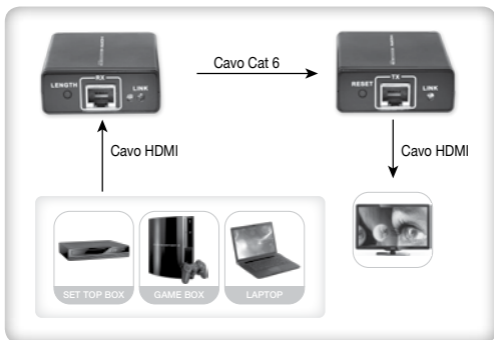 Cavo Cat 6
LENGTH
RX
LINK
RESET
TX
LINK
Cavo HDMI
Cavo HDMI
SET TOP BOX
GAME BOX
LAPTOP